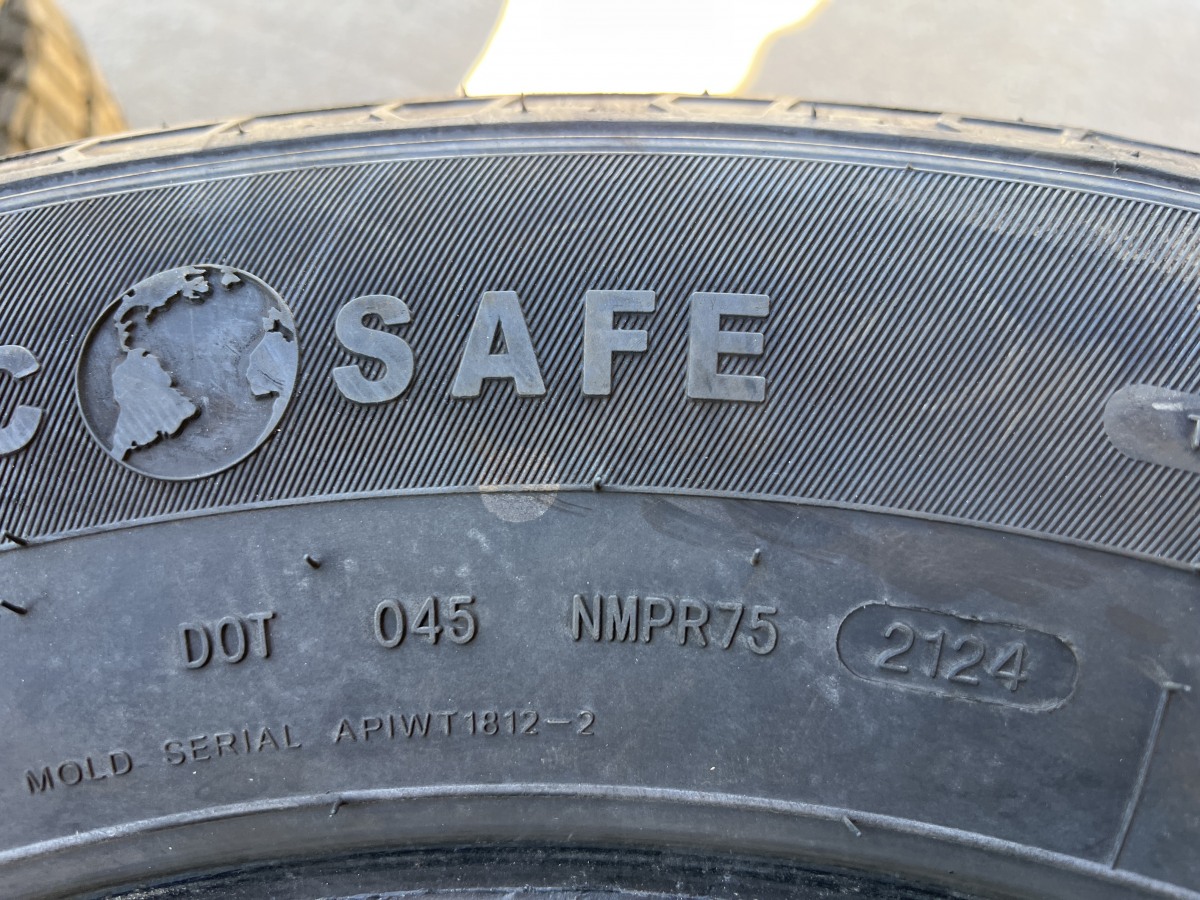 C SAFE
DOT 045 NMPR75 2124
MOLD SERIAL APIWT1812-2